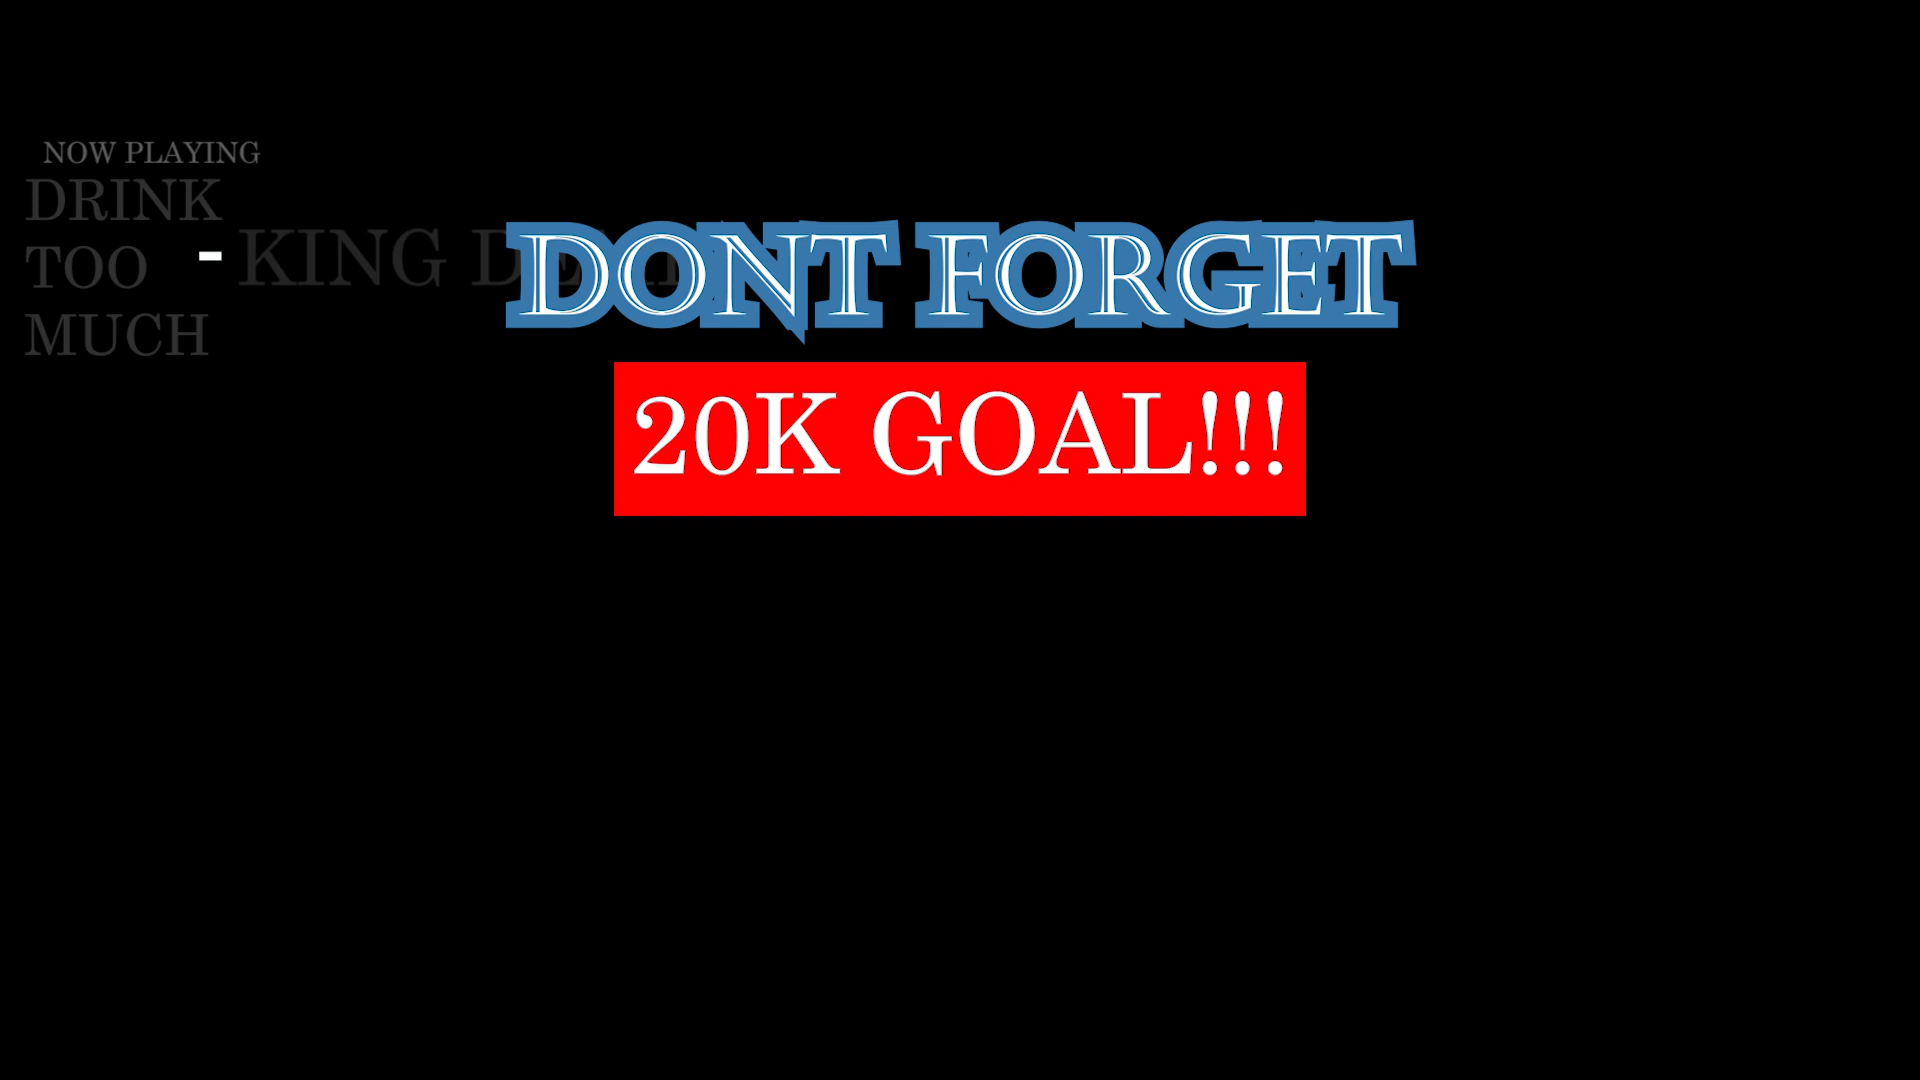 NOW PLAYING
DRINK
TOO
MUCH
- KING
DONT FORGET
20K GOAL!!!